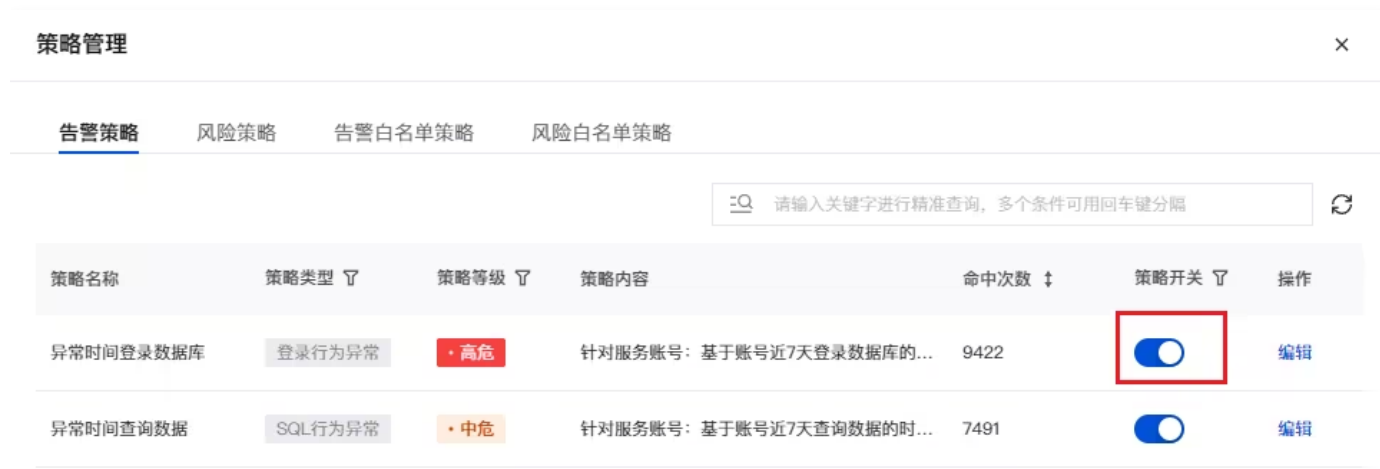 策略管理
告警策略 风险策略 告警白名单策略 风险白名单策略
请输入关键字进行精准查询，多个条件可用回车键分隔
策略名称 策略类型 策略等级 策略内容 命中次数 策略开关 操作
异常时间登录数据库 登录行为异常 ・高危 针对服务账号：基于账号近7天登录数据库的... 9422 编辑
异常时间查询数据 SQL行为异常 ・中危 针对服务账号：基于账号近7天查询数据的时... 7491 编辑